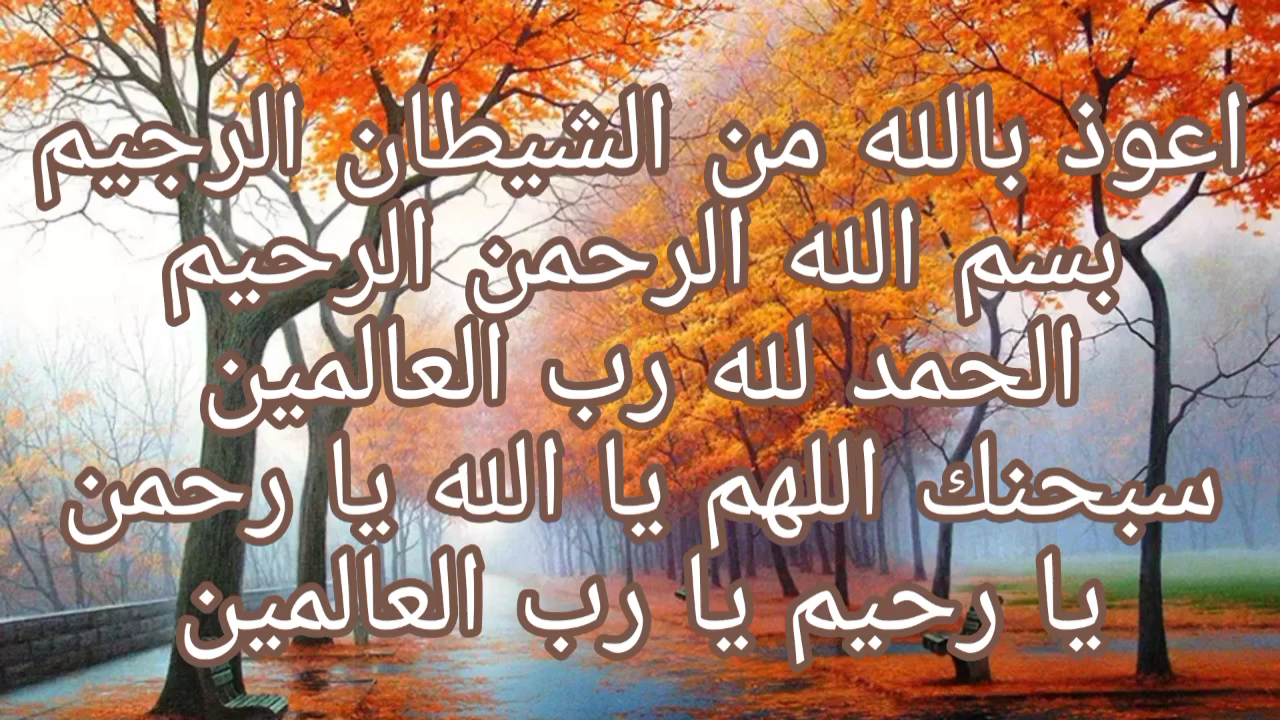 اعوذ بالله من الشيطان الرجيم
بسم الله الرحمن الرحيم
الحمد لله رب العالمين
سبحنك اللهم يا الله يا رحمن
يا رحيم يا رب العالمين